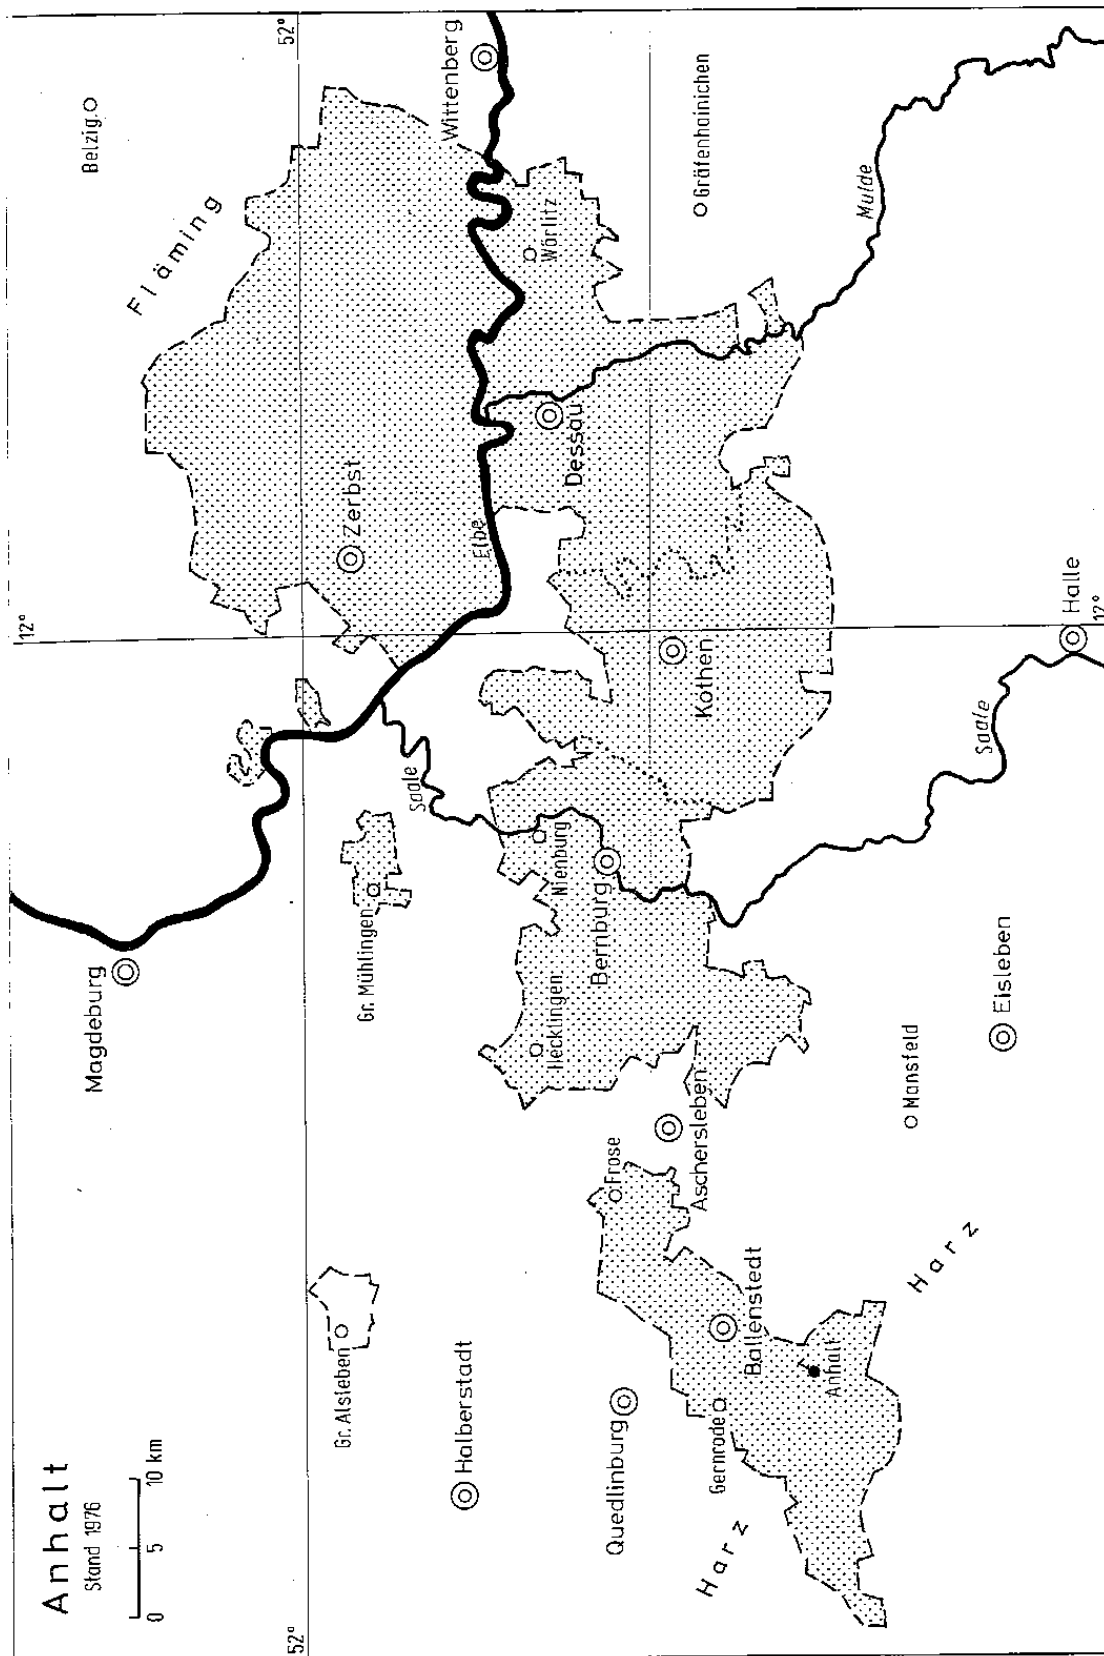 Anhalt
Stand 1976
0 5 10 km
12°
Magdeburg
Belzig
Fläming
52°
52°
Gr. Alsleben
Gr. Mühlingen
Zerbst
Saale
Elbe
Wittenberg
Halberstadt
Hecklingen
Nienburg
Wörlitz
Dessau
Bernburg
Quedlinburg
Frose
Aschersleben
Köthen
Gräfenhainichen
Gernrode
Harz
Ballenstedt
Anhalt
Mulde
Harz
Mansfeld
Eisleben
Saale
Halle
12°